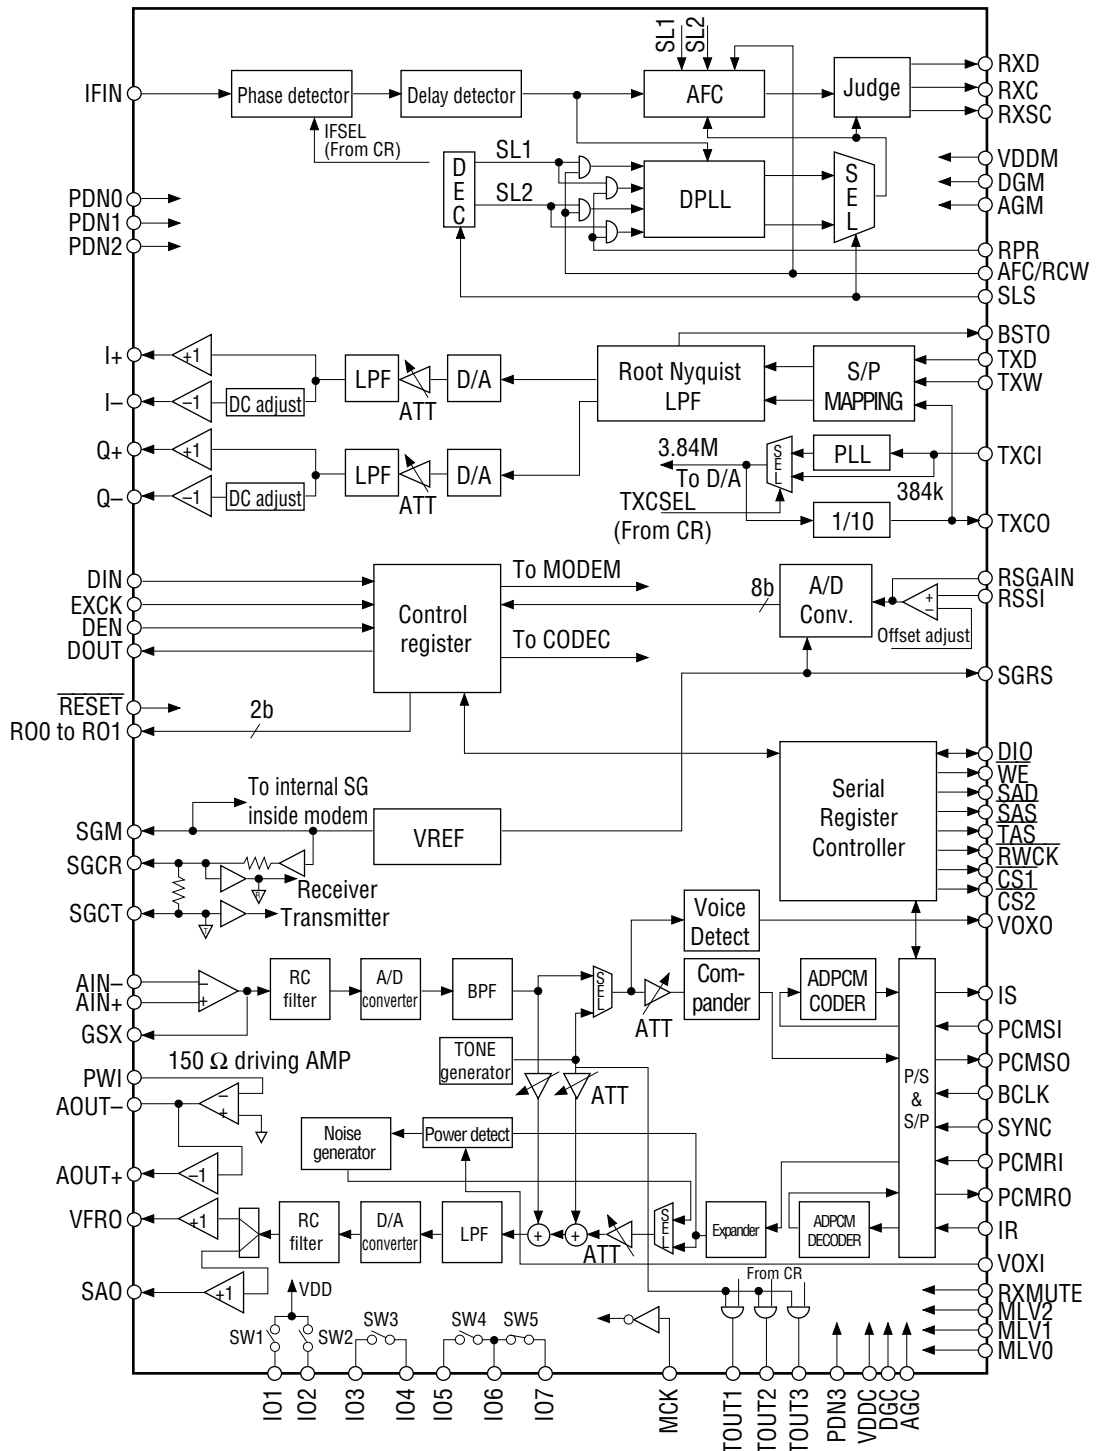 SL1
SL2
IFIN
Phase detector
Delay detector
AFC
Judge
RXD
RXC
RXSC
IFSEL
(From CR)
DEC
SL1
SL2
DPLL
SEL
VDDM
DGM
AGM
PDN0
PDN1
PDN2
RPR
AFC/RCW
SLS
I+
+1
I–
–1
DC adjust
LPF
ATT
D/A
Root Nyquist
LPF
S/P
MAPPING
BSTO
TXD
TXW
Q+
+1
Q–
–1
DC adjust
LPF
ATT
D/A
3.84M
To D/A
SEL
PLL
TXCI
384k
TXCSEL
(From CR)
1/10
TXCO
DIN
EXCK
DEN
DOUT
Control
register
To MODEM
8b
To CODEC
A/D
Conv.
+
–
Offset adjust
RSGAIN
RSSI
SGRS
RESET
RO0 to RO1
2b
To internal SG
inside modem
SGM
VREF
Serial
Register
Controller
DIO
WE
SAD
SAS
TAS
RWCK
CS1
CS2
SGCR
R
Receiver
SGCT
T
Transmitter
Voice
Detect
VOXO
AIN–
AIN+
GSX
–
+
RC
filter
A/D
converter
BPF
SEL
ATT
Com-
pander
ADPCM
CODER
P/S
&
S/P
IS
PCMSI
PCMSO
BCLK
SYNC
PCMRI
PCMRO
IR
TONE
generator
ATT
150 Ω driving AMP
PWI
AOUT–
–
+
AOUT+
–1
Noise
generator
Power detect
VFRO
+1
RC
filter
D/A
converter
LPF
+
+
ATT
SEL
Expander
ADPCM
DECODER
VOXI
SAO
+1
VDD
SW1
SW2
SW3
SW4
SW5
From CR
RXMUTE
MLV2
MLV1
MLV0
IO1
IO2
IO3
IO4
IO5
IO6
IO7
MCK
TOUT1
TOUT2
TOUT3
PDN3
VDDC
DGC
AGC